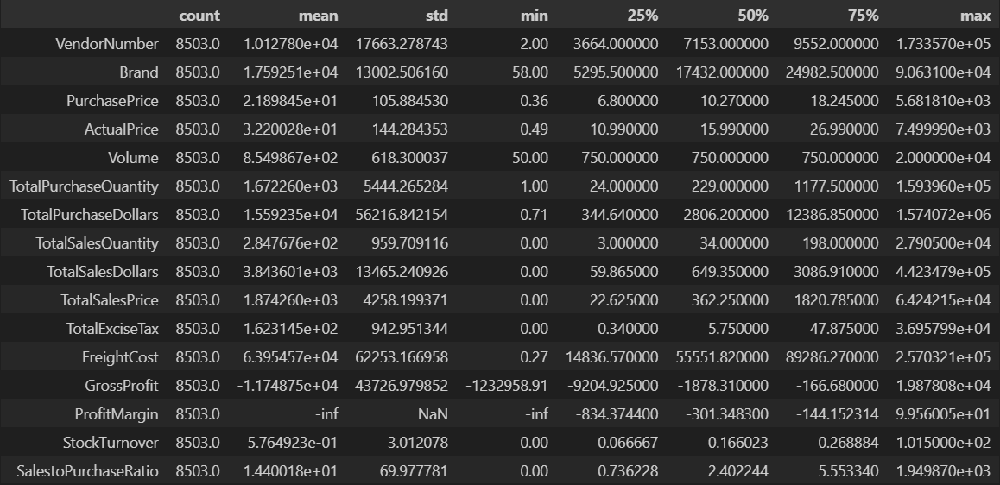 count mean std min 25% 50% 75% max
VendorNumber 8503.0 1.012780e+04 17663.278743 2.00 3664.000000 7153.000000 9552.000000 1.733570e+05
Brand 8503.0 1.759251e+04 13002.506160 58.00 5295.500000 17432.000000 24982.500000 9.063100e+04
PurchasePrice 8503.0 2.189845e+01 105.884530 0.36 6.800000 10.270000 18.245000 5.681810e+03
ActualPrice 8503.0 3.220028e+01 144.284353 0.49 10.990000 15.990000 26.990000 7.499990e+03
Volume 8503.0 8.549867e+02 618.300037 50.00 750.000000 750.000000 750.000000 2.000000e+04
TotalPurchaseQuantity 8503.0 1.672260e+03 5444.265284 1.00 24.000000 229.000000 1177.500000 1.593960e+05
TotalPurchaseDollars 8503.0 1.559235e+04 56216.842154 0.71 344.640000 2806.200000 12386.850000 1.574072e+06
TotalSalesQuantity 8503.0 2.847676e+02 959.709116 0.00 3.000000 34.000000 198.000000 2.790500e+04
TotalSalesDollars 8503.0 3.843601e+03 13465.240926 0.00 59.865000 649.350000 3086.910000 4.423479e+05
TotalSalesPrice 8503.0 1.874260e+03 4258.199371 0.00 22.625000 362.250000 1820.785000 6.424215e+04
TotalExciseTax 8503.0 1.623145e+02 942.951344 0.00 0.340000 5.750000 47.875000 3.695799e+04
FreightCost 8503.0 6.395457e+04 62253.166958 0.27 14836.570000 55551.820000 89286.270000 2.570321e+05
GrossProfit 8503.0 -1.174875e+04 43726.979852 -1232958.91 -9204.925000 -1878.310000 -166.680000 1.987808e+04
ProfitMargin 8503.0 -inf NaN -inf -834.374400 -301.348300 -144.152314 9.956005e+01
StockTurnover 8503.0 5.764923e-01 3.012078 0.00 0.066667 0.166023 0.268884 1.015000e+02
SalestoPurchaseRatio 8503.0 1.440018e+01 69.977781 0.00 0.736228 2.402244 5.553340 1.949870e+03